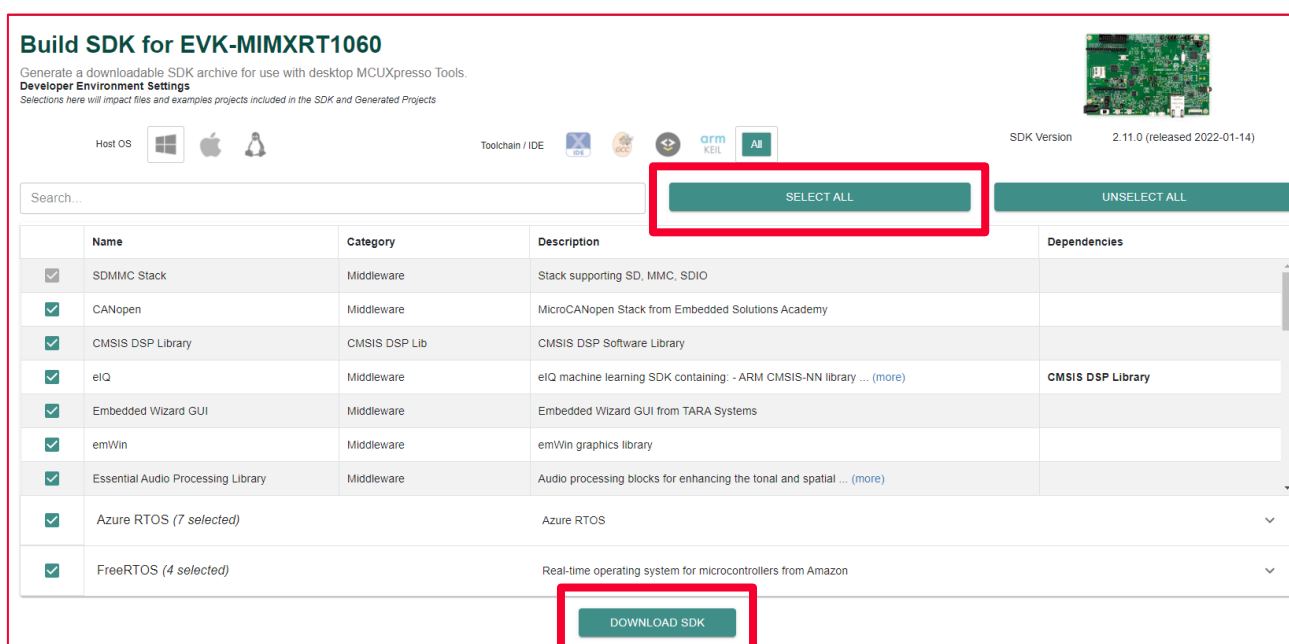 Build SDK for EVK-MIMXRT1060
Generate a downloadable SDK archive for use with desktop MCUXpresso Tools.
Developer Environment Settings
Selections here will impact files and examples projects included in the SDK and Generated Projects
Host OS Toolchain / IDE IDE GCC arm KEIL All SDK Version 2.11.0 (released 2022-01-14)
Search... SELECT ALL UNSELECT ALL
Name Category Description Dependencies
SDMMC Stack Middleware Stack supporting SD, MMC, SDIO
CANopen Middleware MicroCANopen Stack from Embedded Solutions Academy
CMSIS DSP Library CMSIS DSP Lib CMSIS DSP Software Library
eIQ Middleware eIQ machine learning SDK containing: - ARM CMSIS-NN library ... (more) CMSIS DSP Library
Embedded Wizard GUI Middleware Embedded Wizard GUI from TARA Systems
emWin Middleware emWin graphics library
Essential Audio Processing Library Middleware Audio processing blocks for enhancing the tonal and spatial ... (more)
Azure RTOS (7 selected) Azure RTOS
FreeRTOS (4 selected) Real-time operating system for microcontrollers from Amazon
DOWNLOAD SDK